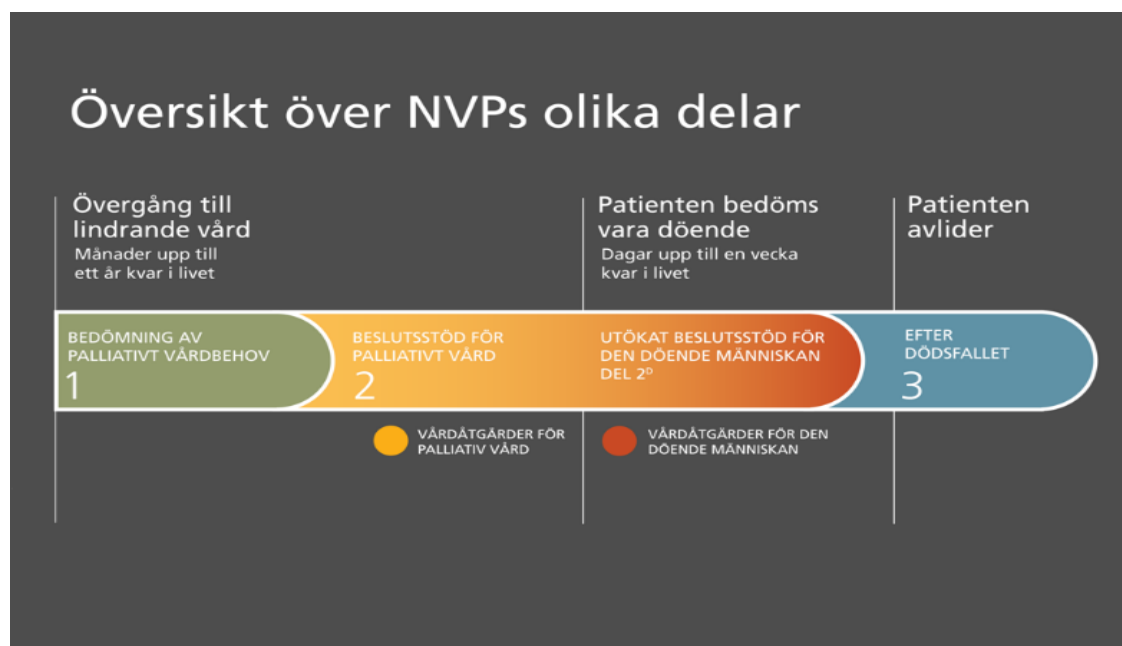 Översikt över NVPs olika delar
Övergång till
lindrande vård
Månader upp till
ett år kvar i livet
Patienten bedöms
vara döende
Dagar upp till en vecka
kvar i livet
Patienten
avlider
BEDÖMNING AV
PALLIATIVT VÅRDBEHOV
1
BESLUTSSTÖD FÖR
PALLIATIVT VÅRD
2
UTÖKAT BESLUTSSTÖD FÖR
DEN DÖENDE MÄNNISKAN
DEL 2ᴰ
EFTER
DÖDSFALLET
3
VÅRDÅTGÄRDER FÖR
PALLIATIV VÅRD
VÅRDÅTGÄRDER FÖR DEN
DÖENDE MÄNNISKAN